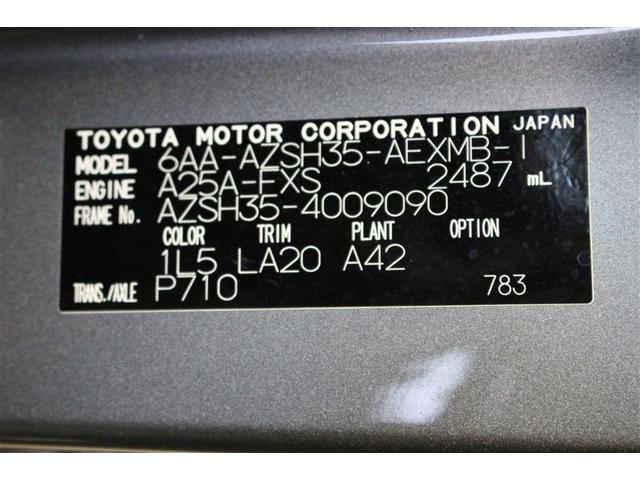 TOYOTA MOTOR CORPORATION JAPAN
MODEL 6AA-AZSH35-AEXMB-I
ENGINE A25A-FXS 2487 mL
FRAME No. AZSH35-4009090
COLOR TRIM PLANT OPTION
1L5 LA20 A42
TRANS./AXLE P710 783